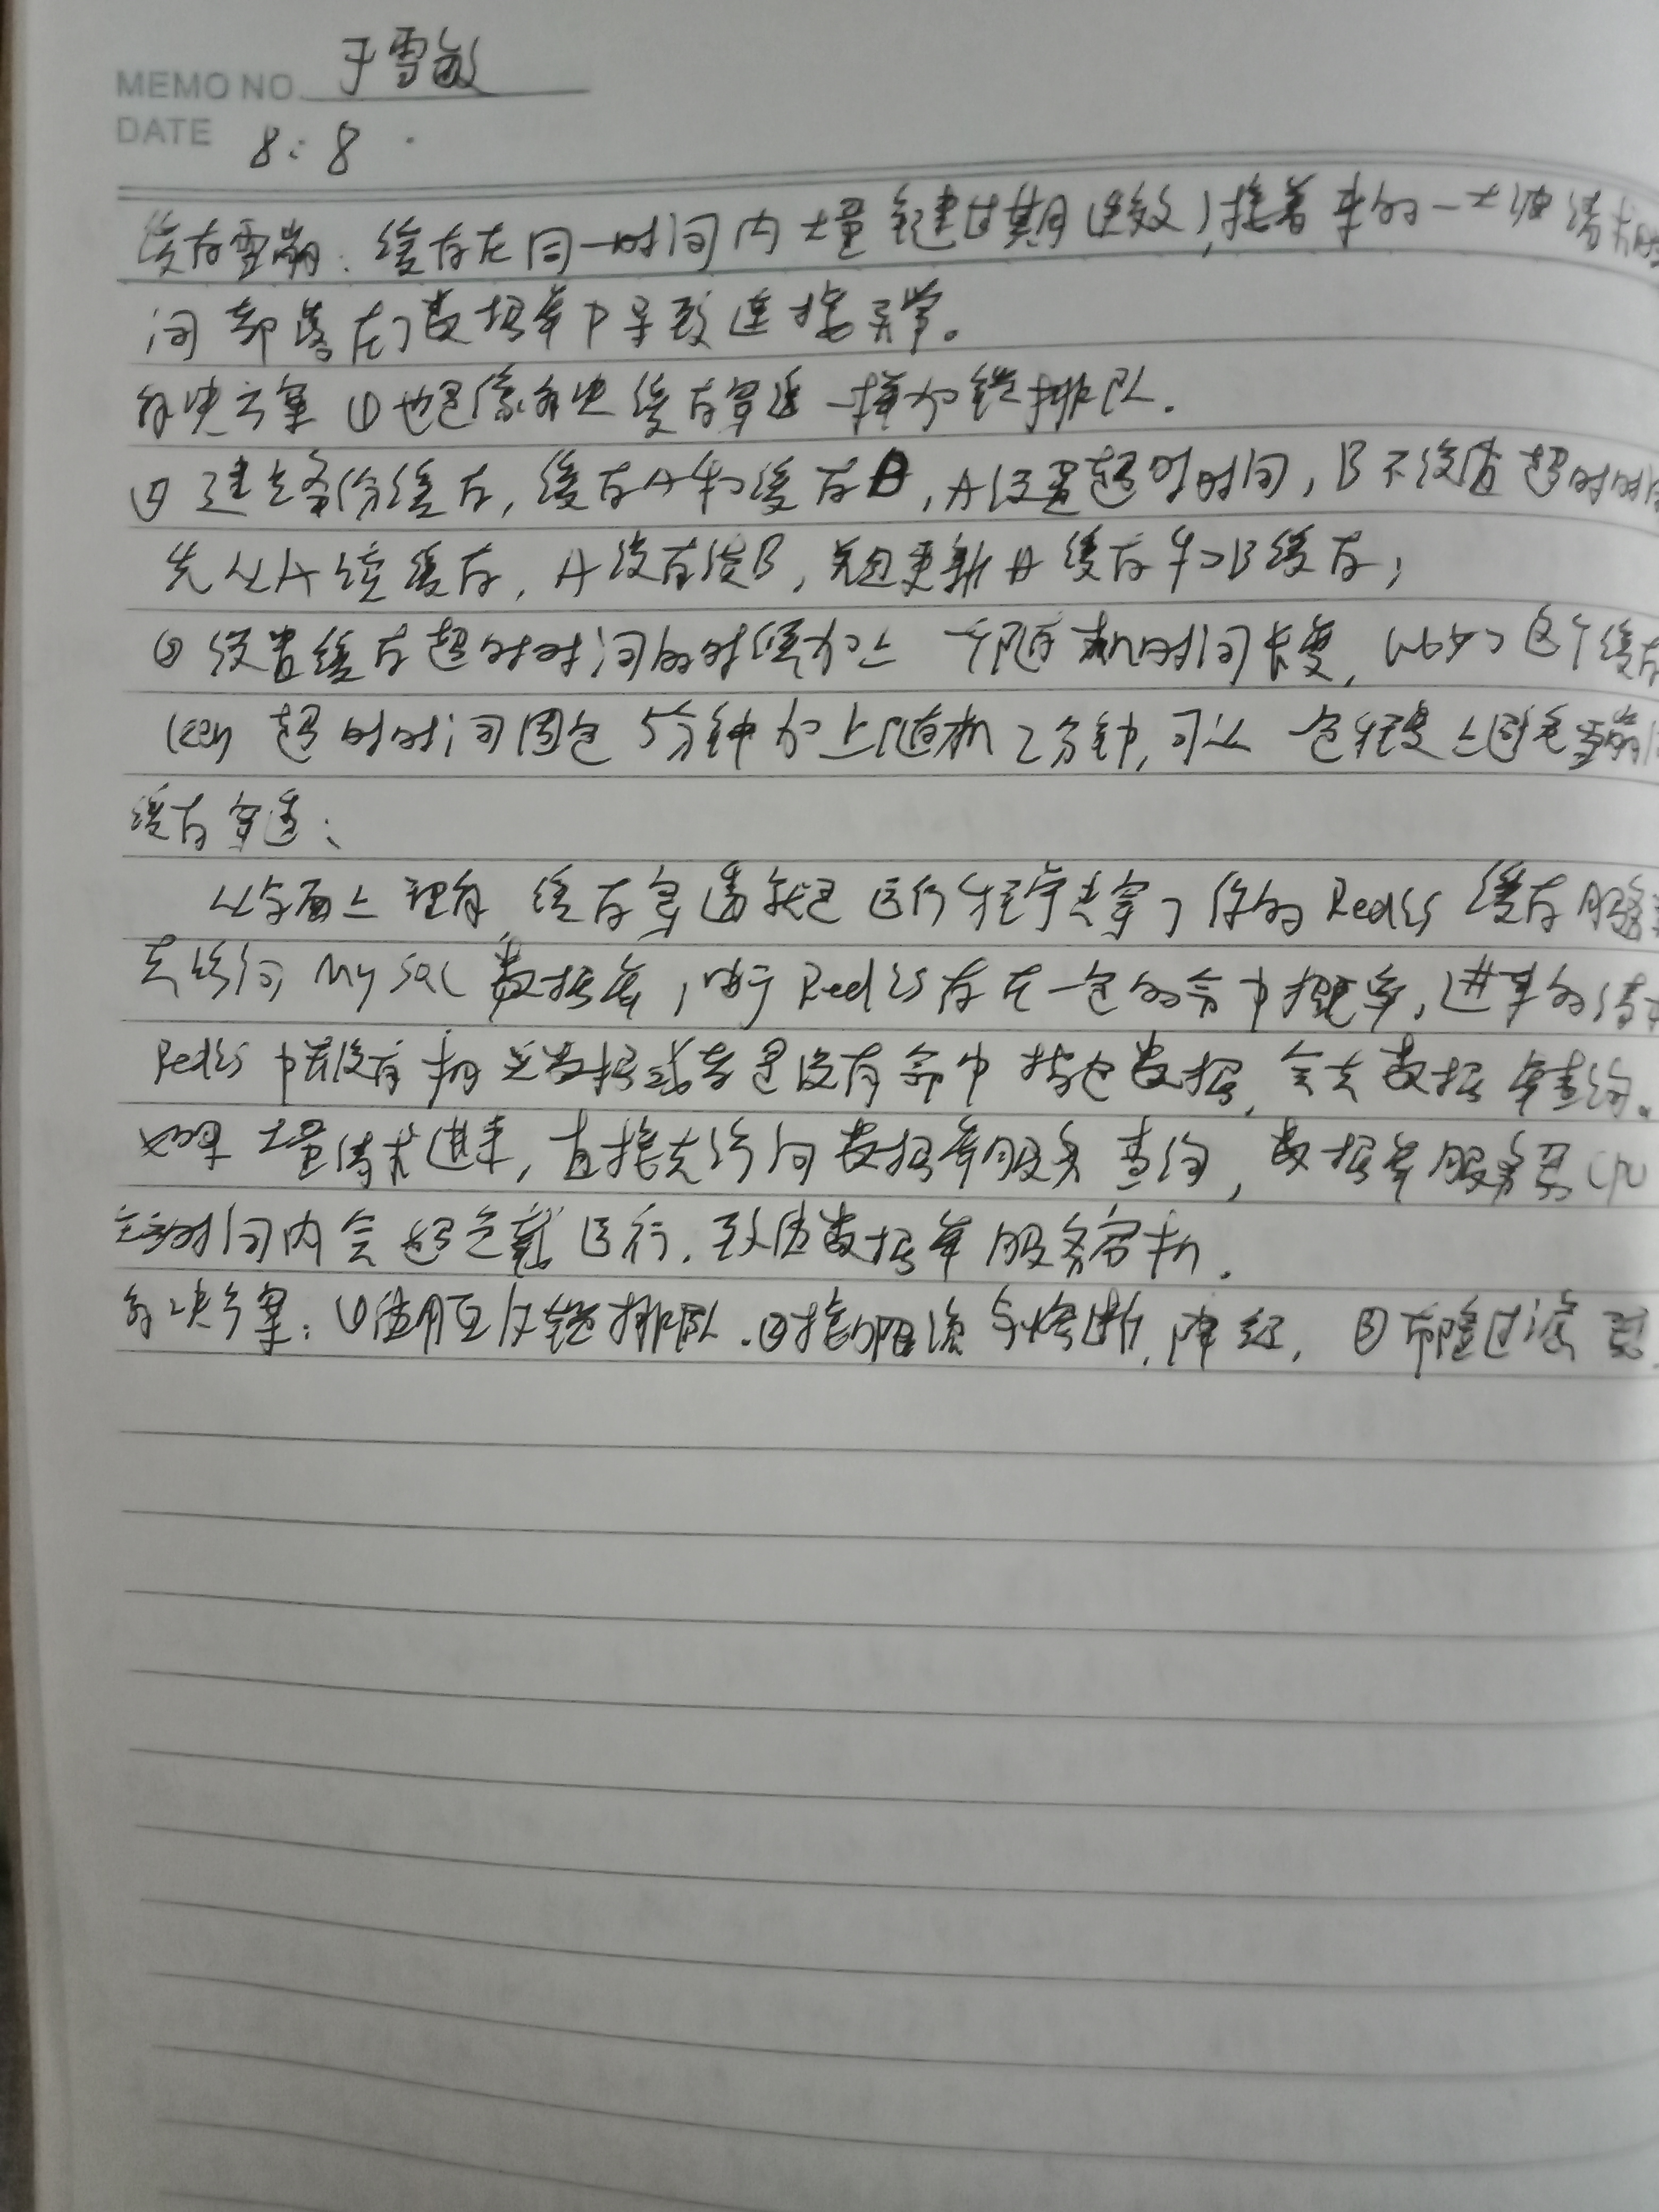 MEMO NO. 于雪敏
DATE 8:8
缓存雪崩：缓存在同一时间内大量键过期失效，接着来的一大波请求瞬
间都落在了数据库中导致连接异常。
解决方案 ①也是像解决缓存穿透一样加锁排队.
② 建立备份缓存, 缓存A和缓存B, A设置超时时间, B不设值超时时间
先从A读缓存, A没有读B, 并且更新A缓存和B缓存;
③ 设置缓存超时时间的时候加上一个随机时间长度, 比如这个缓存
key 超时时间固定5分钟加上随机2分钟, 可以一定程度上避免雪崩
缓存穿透:
从字面上理解, 缓存穿透就是运行程序去穿了你的Redis缓存服务
去访问MySQL数据库, 由于Redis存在一定的命中概率, 进来的请求
Redis中若没有相关数据或者是没有命中指定数据, 会去数据库查询.
如果大量请求进来, 直接去访问数据库服务查询, 数据库服务器CPU
时间内会超负载运行, 致使数据库服务宕机.
解决方案: ①使用互斥锁排队. ②接口限流与熔断, 降级, ③布隆过滤器